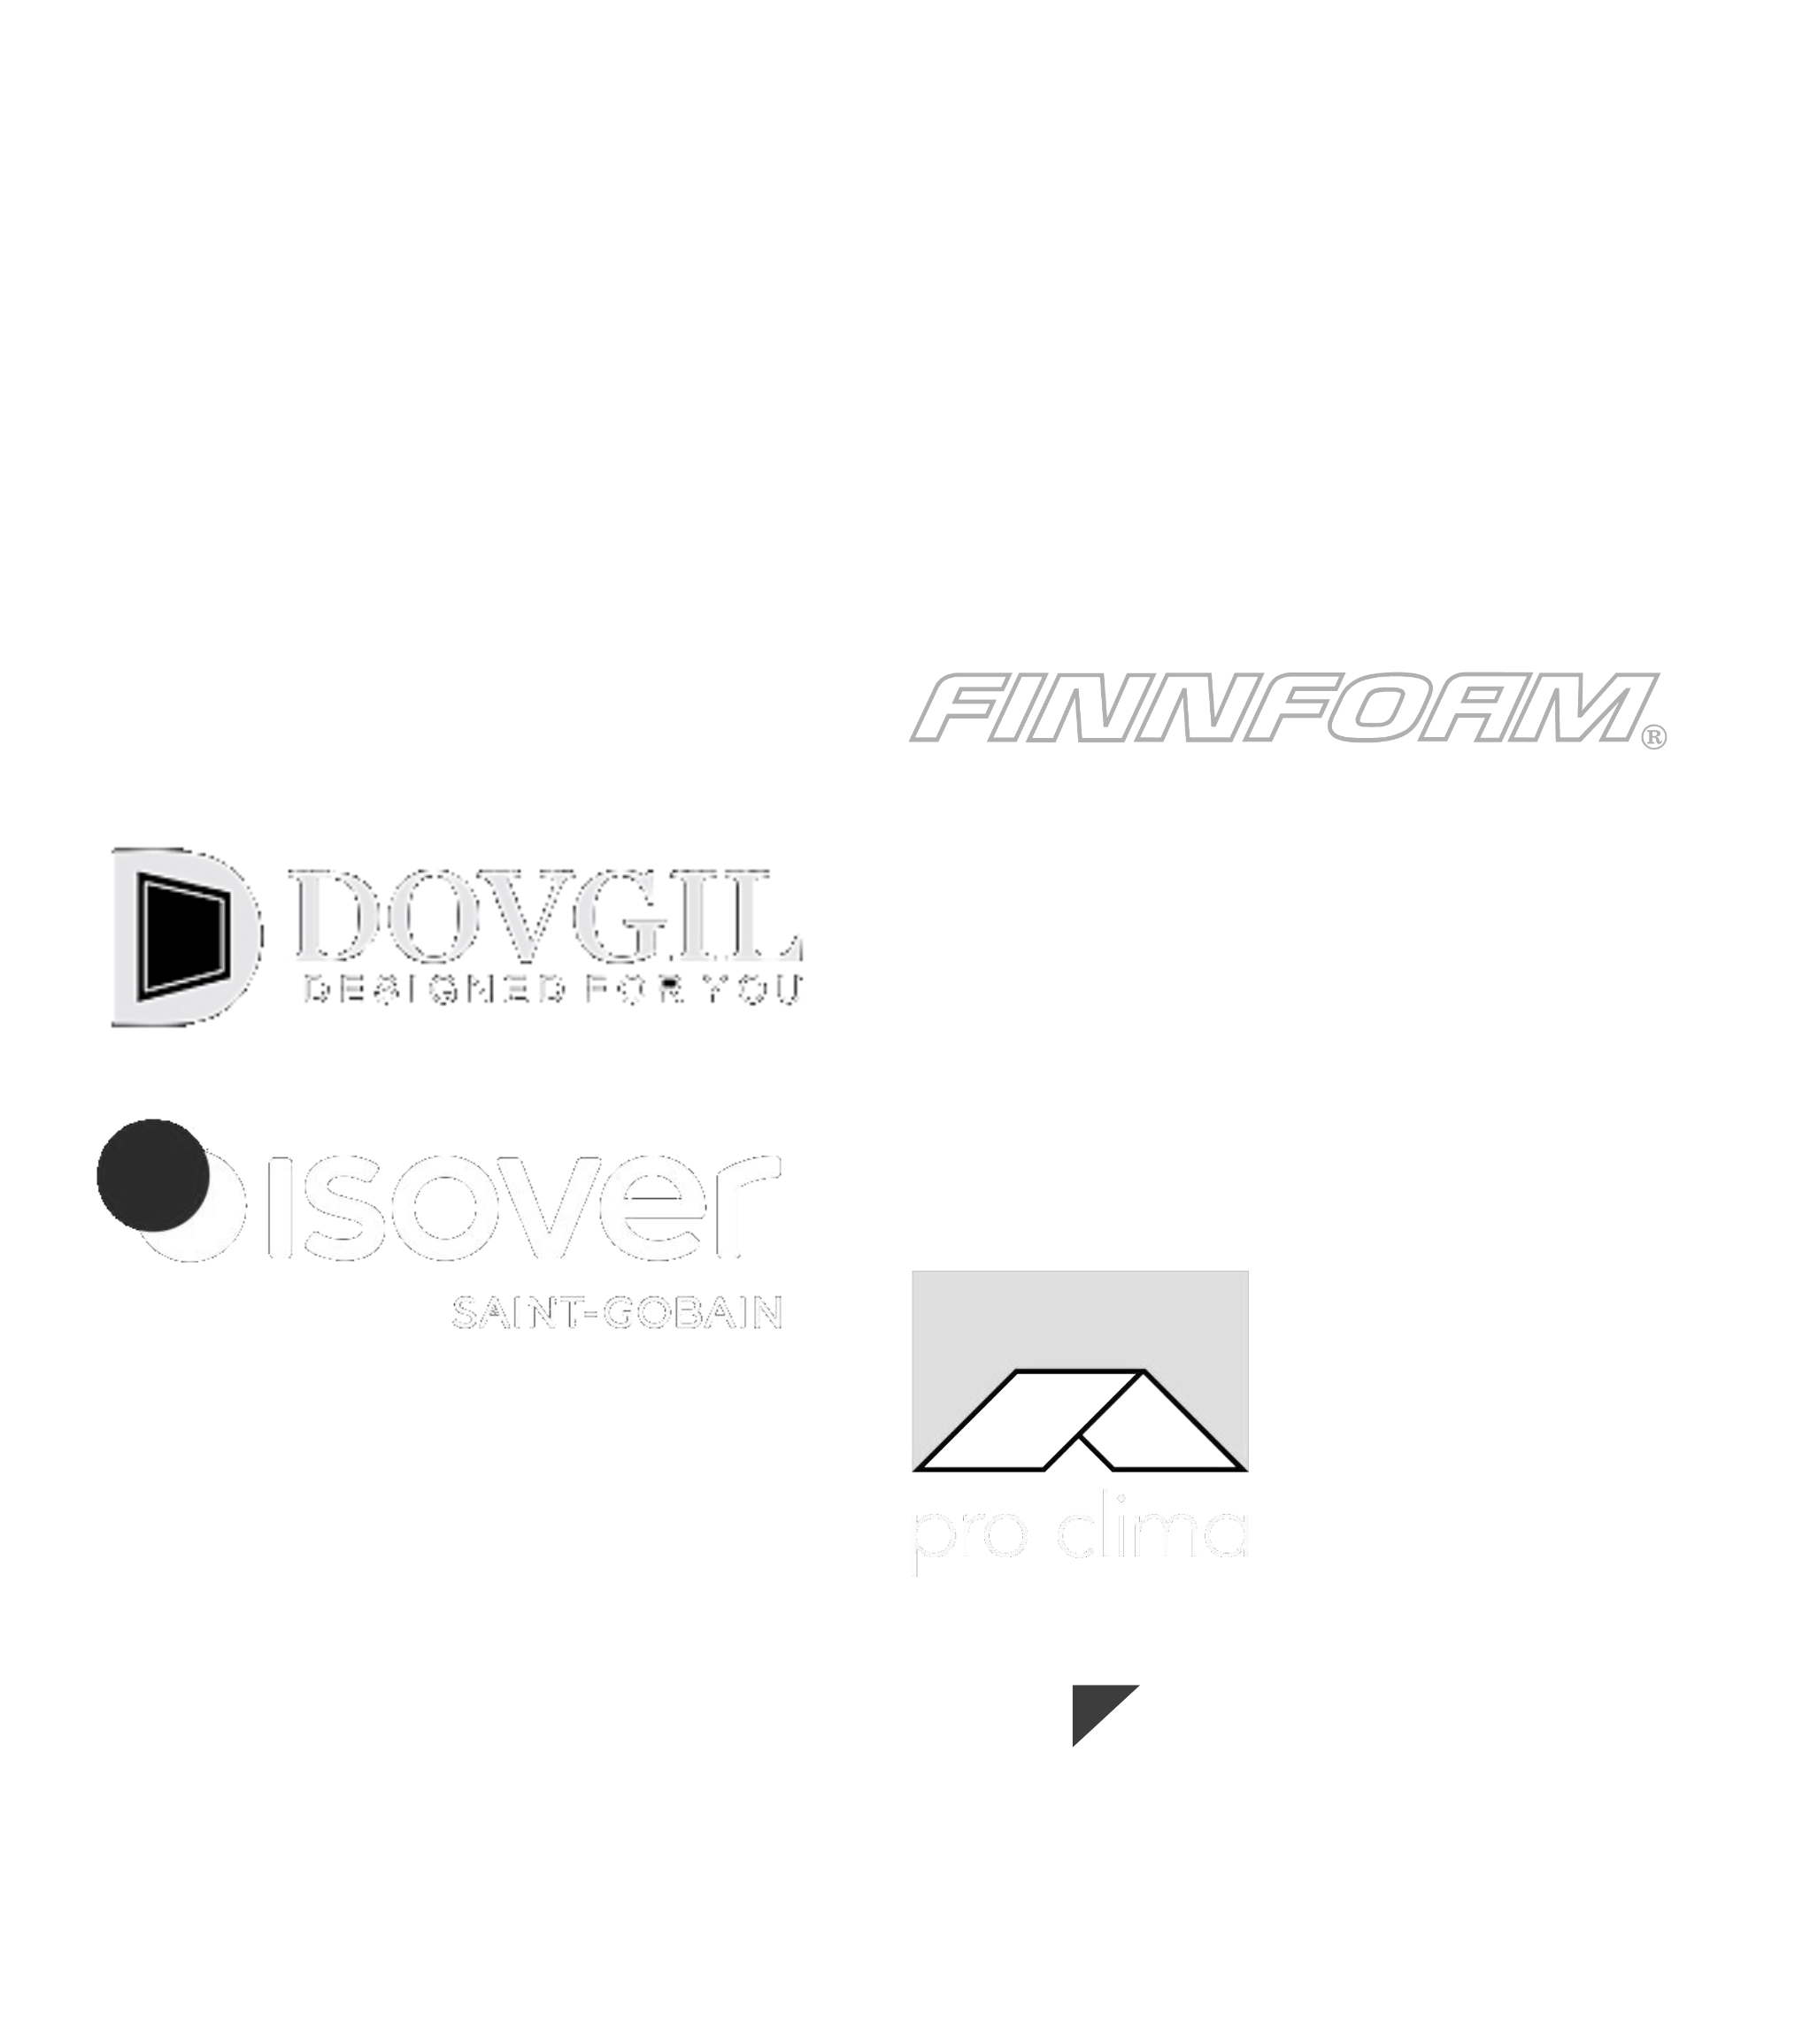 FINNFOAM®
DOVGIL
DESIGNED FOR YOU
isover
SAINT-GOBAIN
pro clima